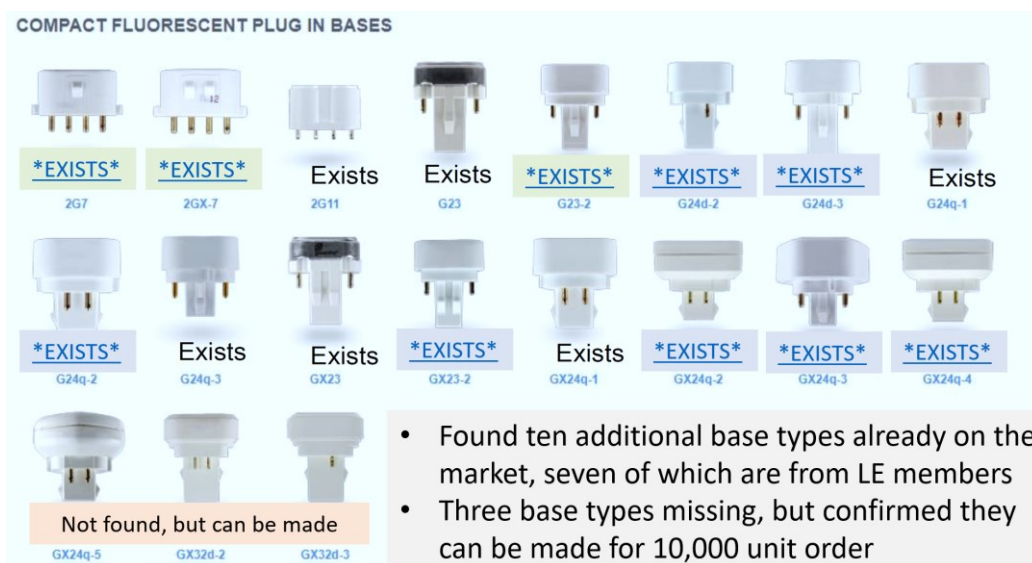 COMPACT FLUORESCENT PLUG IN BASES
12
*EXISTS* *EXISTS* Exists Exists *EXISTS* *EXISTS* *EXISTS* Exists
2G7 2GX-7 2G11 G23 G23-2 G24d-2 G24d-3 G24q-1
*EXISTS* Exists Exists *EXISTS* Exists *EXISTS* *EXISTS* *EXISTS*
G24q-2 G24q-3 GX23 GX23-2 GX24q-1 GX24q-2 GX24q-3 GX24q-4
Not found, but can be made
GX24q-5 GX32d-2 GX32d-3
• Found ten additional base types already on the
market, seven of which are from LE members
• Three base types missing, but confirmed they
can be made for 10,000 unit order